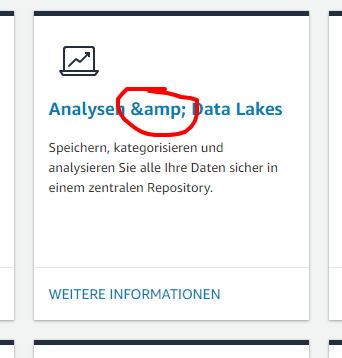 Analysen &amp; Data Lakes
Speichern, kategorisieren und
analysieren Sie alle Ihre Daten sicher in
einem zentralen Repository.
WEITERE INFORMATIONEN